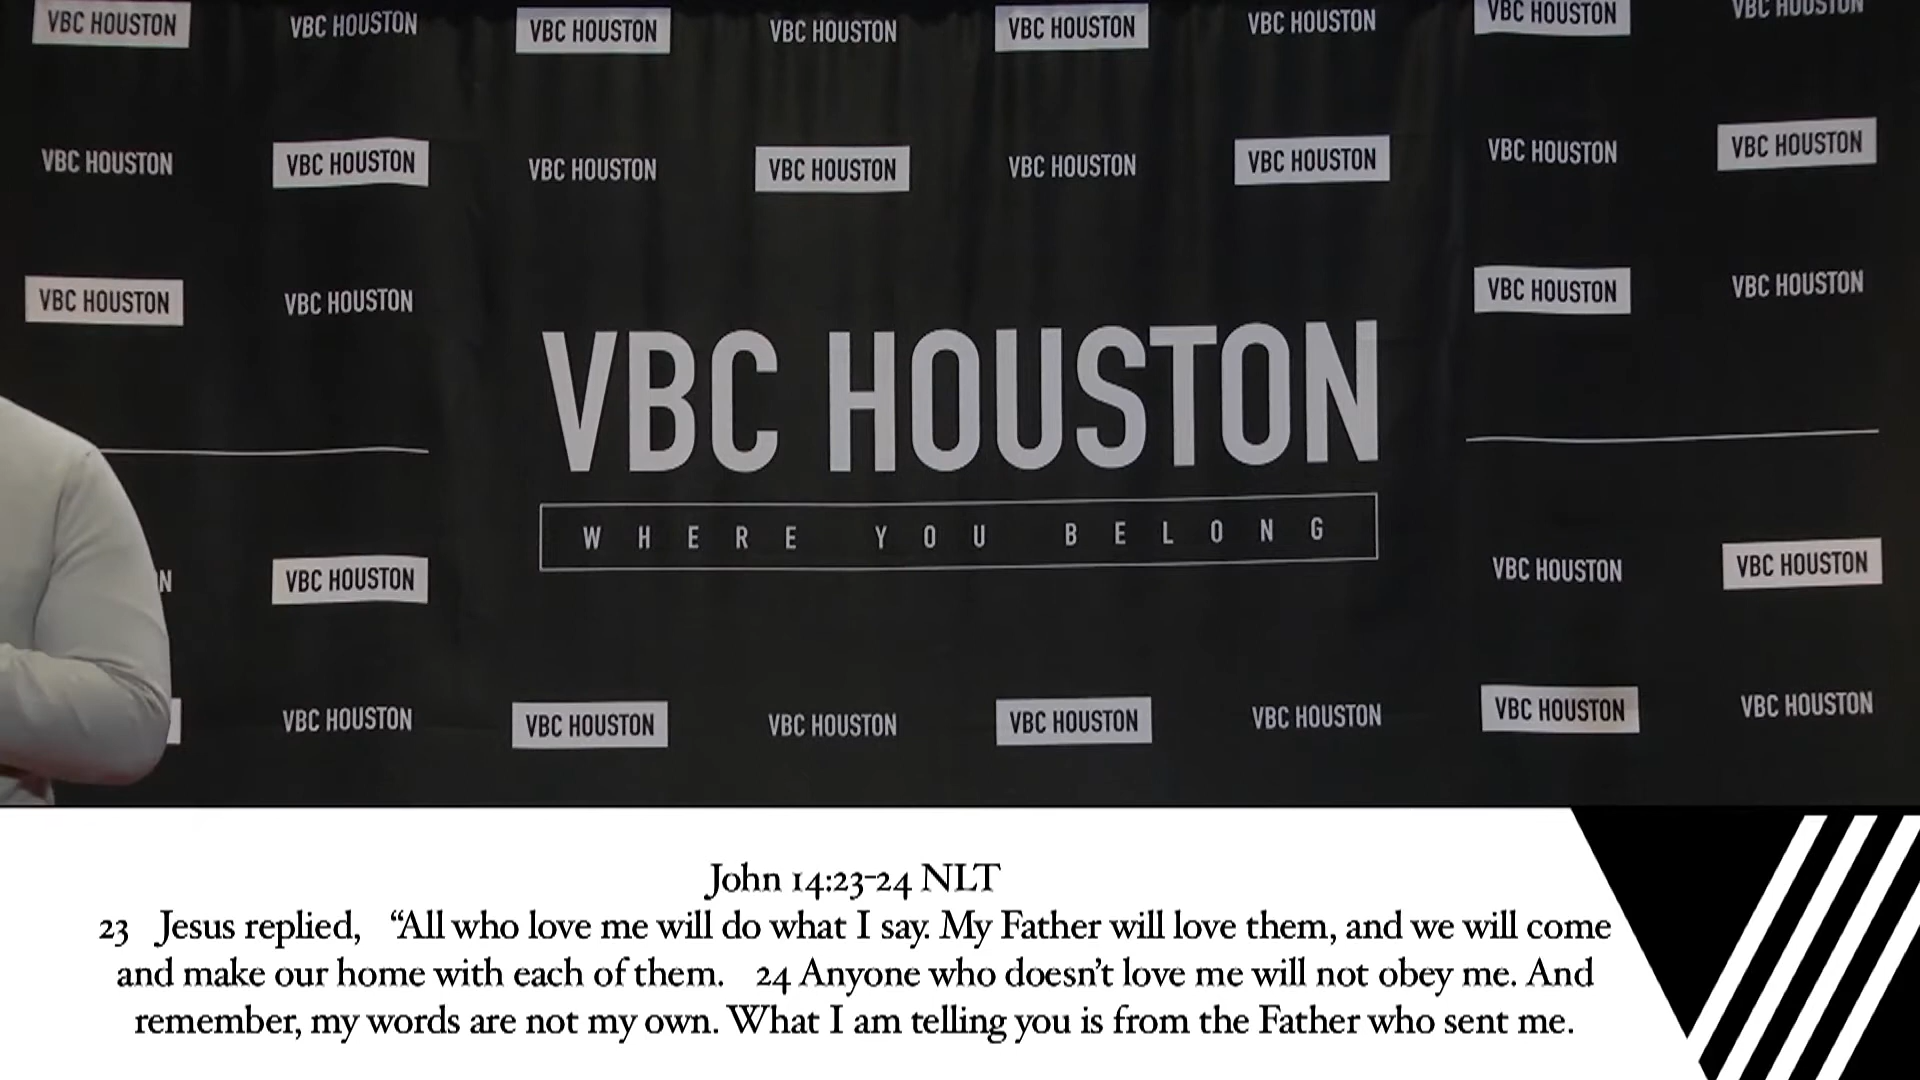 VBC HOUSTON VBC HOUSTON VBC HOUSTON VBC HOUSTON VBC HOUSTON VBC HOUSTON VBC HOUSTON VBC HOUSTON
VBC HOUSTON VBC HOUSTON VBC HOUSTON VBC HOUSTON VBC HOUSTON VBC HOUSTON VBC HOUSTON VBC HOUSTON
VBC HOUSTON VBC HOUSTON VBC HOUSTON VBC HOUSTON
VBC HOUSTON
WHERE YOU BELONG
N VBC HOUSTON VBC HOUSTON VBC HOUSTON
VBC HOUSTON VBC HOUSTON VBC HOUSTON VBC HOUSTON VBC HOUSTON VBC HOUSTON VBC HOUSTON
John 14:23-24 NLT
23 Jesus replied, “All who love me will do what I say. My Father will love them, and we will come
and make our home with each of them. 24 Anyone who doesn’t love me will not obey me. And
remember, my words are not my own. What I am telling you is from the Father who sent me.